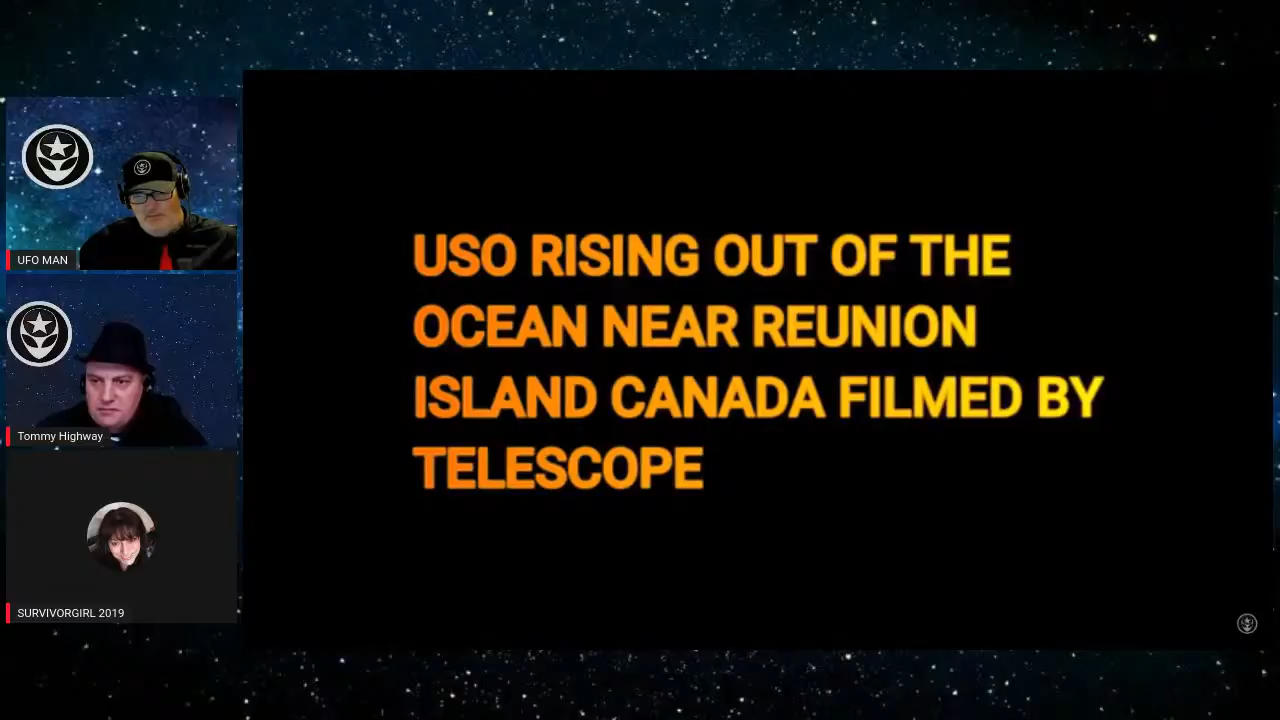 UFO MAN
Tommy Highway
SURVIVORGIRL 2019
USO RISING OUT OF THE
OCEAN NEAR REUNION
ISLAND CANADA FILMED BY
TELESCOPE